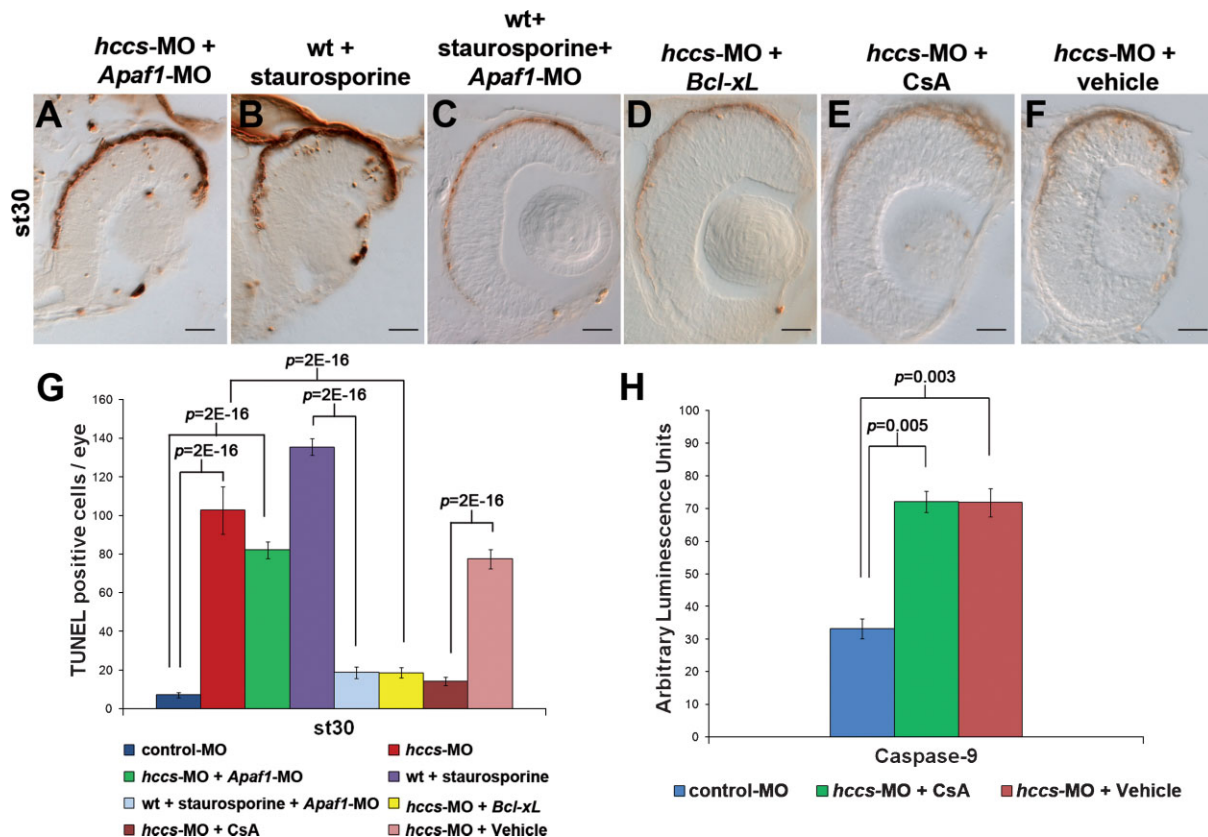 hccs-MO + Apaf1-MO
wt + staurosporine
wt+ staurosporine+ Apaf1-MO
hccs-MO + Bcl-xL
hccs-MO + CsA
hccs-MO + vehicle
A
B
C
D
E
F
st30
G
TUNEL positive cells / eye
160
140
120
100
80
60
40
20
0
p=2E-16
p=2E-16
p=2E-16
p=2E-16
p=2E-16
st30
control-MO
hccs-MO
hccs-MO + Apaf1-MO
wt + staurosporine
wt + staurosporine + Apaf1-MO
hccs-MO + Bcl-xL
hccs-MO + CsA
hccs-MO + Vehicle
H
Arbitrary Luminescence Units
100
90
80
70
60
50
40
30
20
10
0
p=0.003
p=0.005
Caspase-9
control-MO
hccs-MO + CsA
hccs-MO + Vehicle